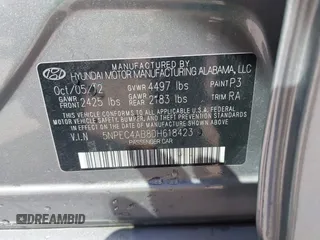 HYUNDAI MOTOR MANUFACTURING ALABAMA, LLC
Oct/05/12 GVWR 4497 lbs PAINT P3
GAWR FRONT 2425 lbs GAWR REAR 2183 lbs TRIM RA
THIS VEHICLE CONFORMS TO ALL APPLICABLE U.S.A. FEDERAL
MOTOR VEHICLE SAFETY, BUMPER, AND THEFT PREVENTION
STANDARDS IN EFFECT ON THE DATE OF MANUFACTURE SHOWN ABOVE.
V.I.N 5NPEC4AB8DH618423
PASSENGER CAR
© DREAMBID